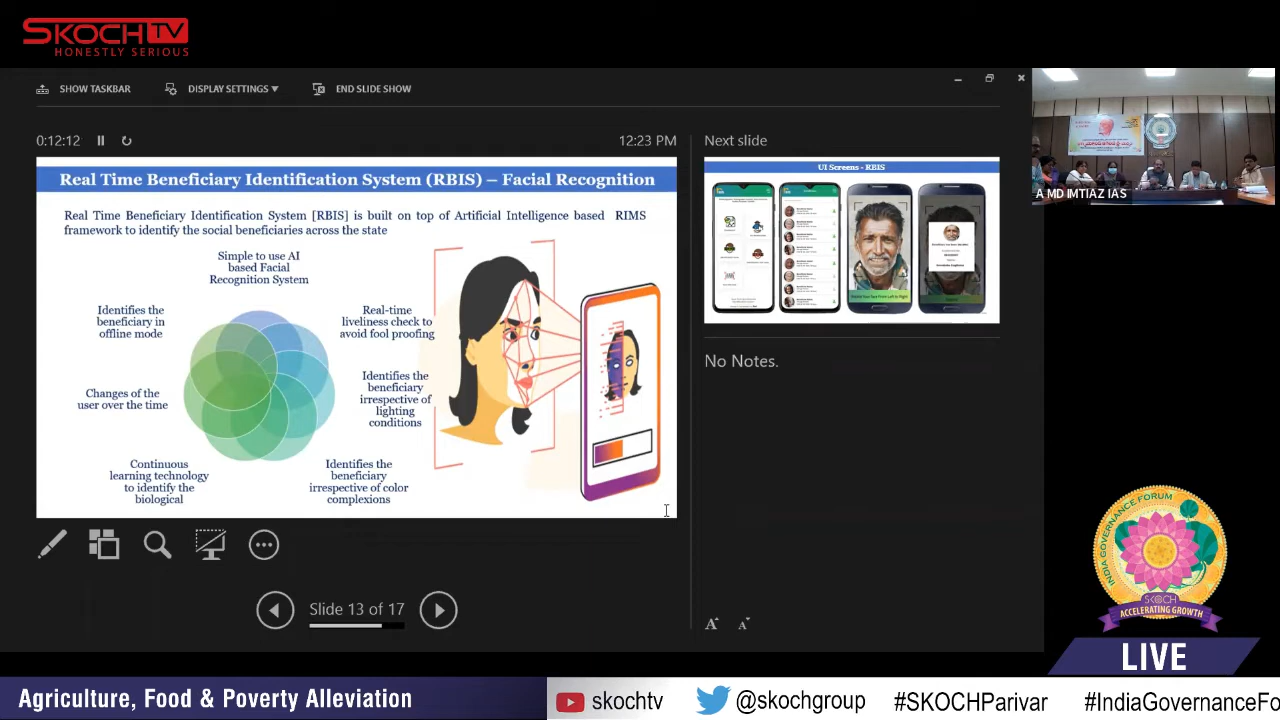 SKOCH TV
HONESTLY SERIOUS
SHOW TASKBAR
DISPLAY SETTINGS ▼
END SLIDE SHOW
0:12:12
12:23 PM
Real Time Beneficiary Identification System (RBIS) – Facial Recognition
Real Time Beneficiary Identification System [RBIS] is built on top of Artificial Intelligence based RIMS
framework to identify the social beneficiaries across the state
Simple to use AI
based Facial
Recognition System
Identifies the
beneficiary in
offline mode
Real-time
liveliness check to
avoid fool proofing
Changes of the
user over the time
Identifies the
beneficiary
irrespective of
lighting
conditions
Continuous
learning technology
to identify the
biological
Identifies the
beneficiary
irrespective of color
complexions
Slide 13 of 17
Next slide
UI Screens - RBIS
No Notes.
A A
A MD IMTIAZ IAS
INDIA GOVERNANCE FORUM
SKOCH
ACCELERATING GROWTH
LIVE
Agriculture, Food & Poverty Alleviation
skochtv
@skochgroup
#SKOCHParivar
#IndiaGovernanceFo